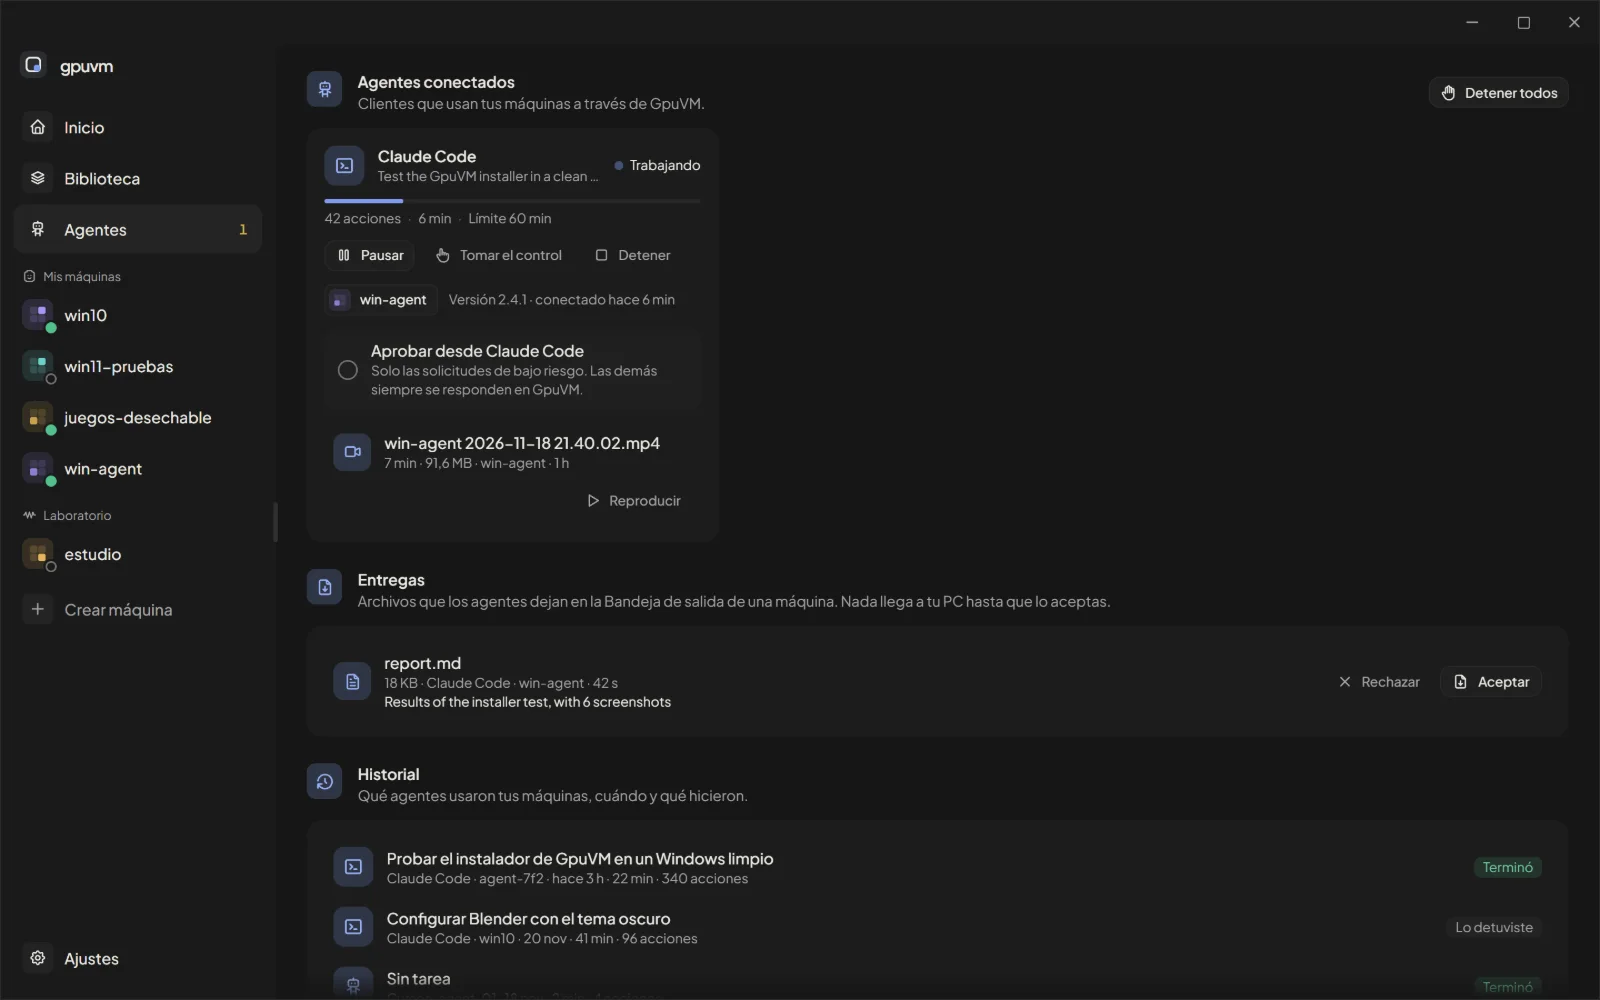 gpuvm
Inicio
Biblioteca
Agentes 1
Mis máquinas
win10
win11-pruebas
juegos-desechable
win-agent
Laboratorio
estudio
Crear máquina
Ajustes
Agentes conectados
Clientes que usan tus máquinas a través de GpuVM.
Detener todos
Claude Code
Test the GpuVM installer in a clean ...
Trabajando
42 acciones · 6 min · Límite 60 min
Pausar Tomar el control Detener
win-agent Versión 2.4.1 · conectado hace 6 min
Aprobar desde Claude Code
Solo las solicitudes de bajo riesgo. Las demás
siempre se responden en GpuVM.
win-agent 2026-11-18 21.40.02.mp4
7 min · 91,6 MB · win-agent · 1 h
Reproducir
Entregas
Archivos que los agentes dejan en la Bandeja de salida de una máquina. Nada llega a tu PC hasta que lo aceptas.
report.md
18 KB · Claude Code · win-agent · 42 s
Results of the installer test, with 6 screenshots
Rechazar Aceptar
Historial
Qué agentes usaron tus máquinas, cuándo y qué hicieron.
Probar el instalador de GpuVM en un Windows limpio
Claude Code · agent-7f2 · hace 3 h · 22 min · 340 acciones
Terminó
Configurar Blender con el tema oscuro
Claude Code · win10 · 20 nov · 41 min · 96 acciones
Lo detuviste
Sin tarea
Terminó